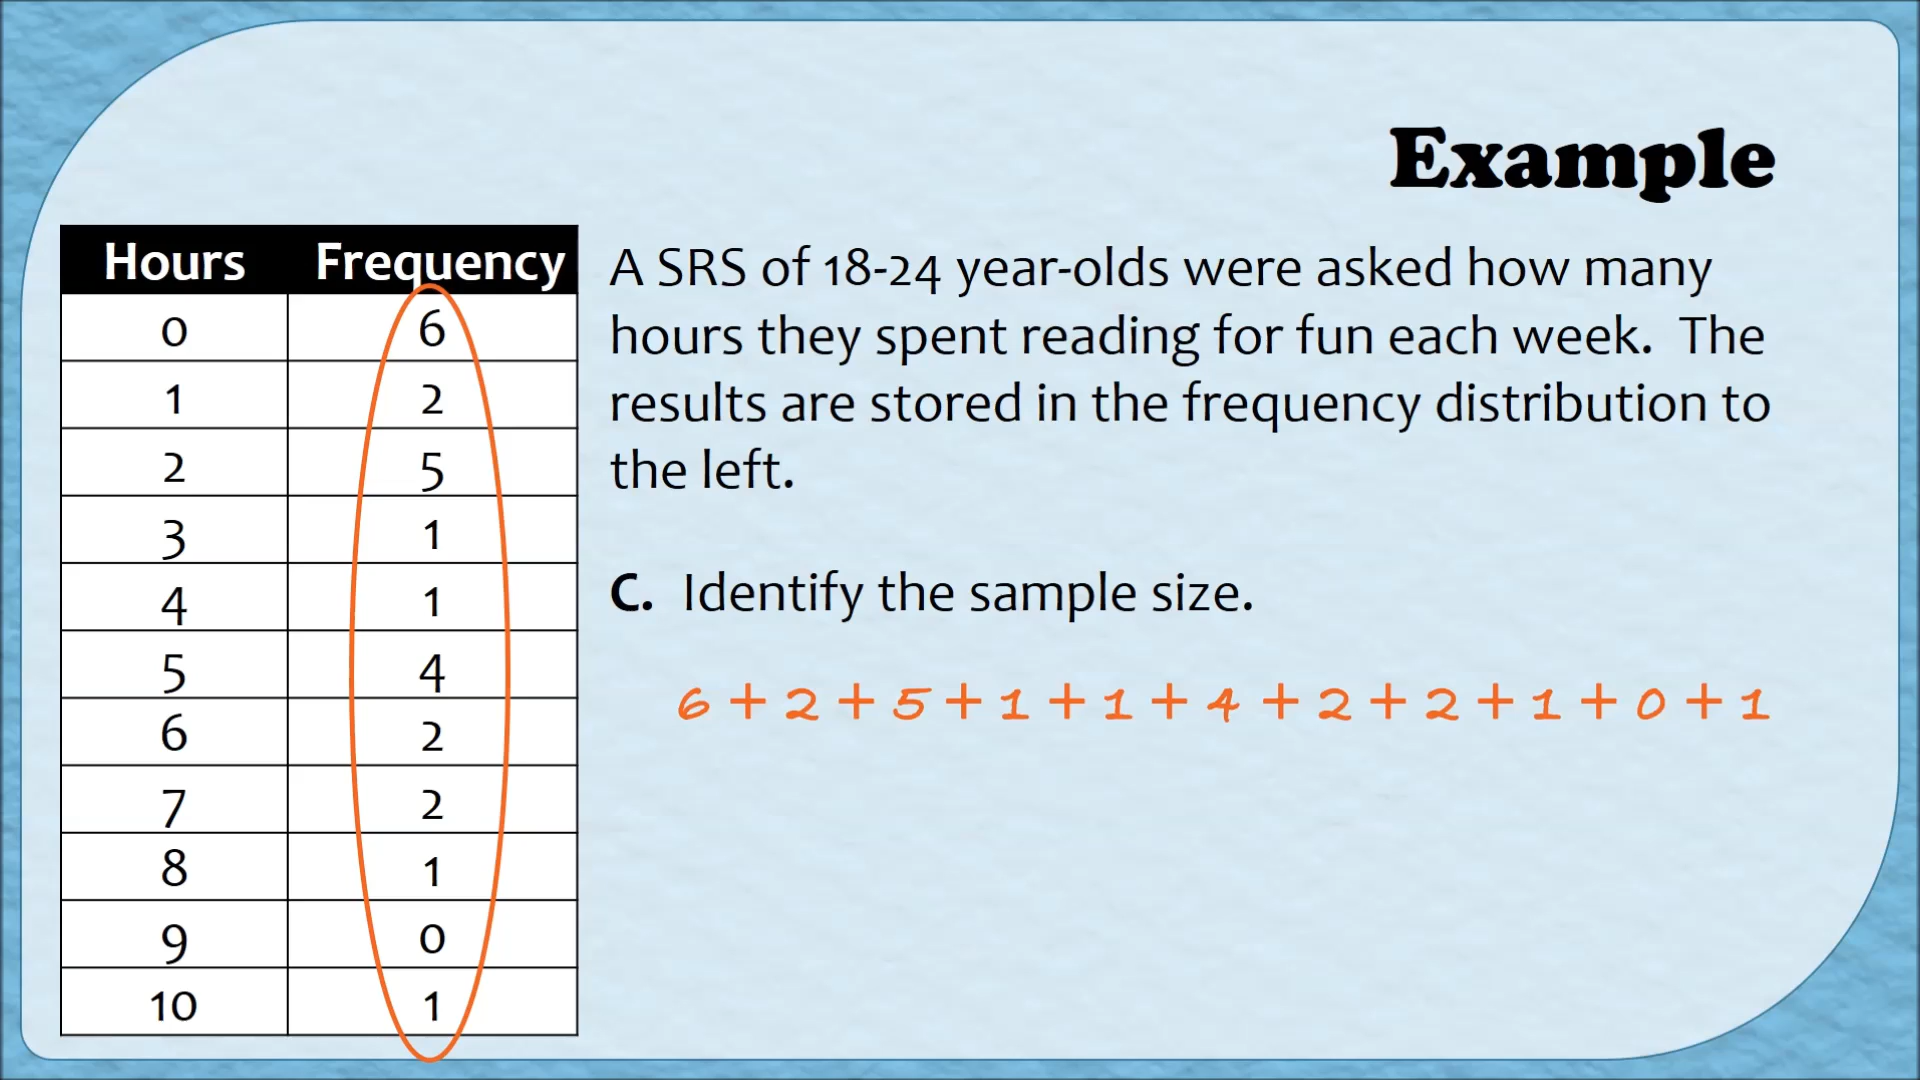 Example
Hours Frequency
0 6
1 2
2 5
3 1
4 1
5 4
6 2
7 2
8 1
9 0
10 1
A SRS of 18-24 year-olds were asked how many
hours they spent reading for fun each week. The
results are stored in the frequency distribution to
the left.
C. Identify the sample size.
6 + 2 + 5 + 1 + 1 + 4 + 2 + 2 + 1 + 0 + 1